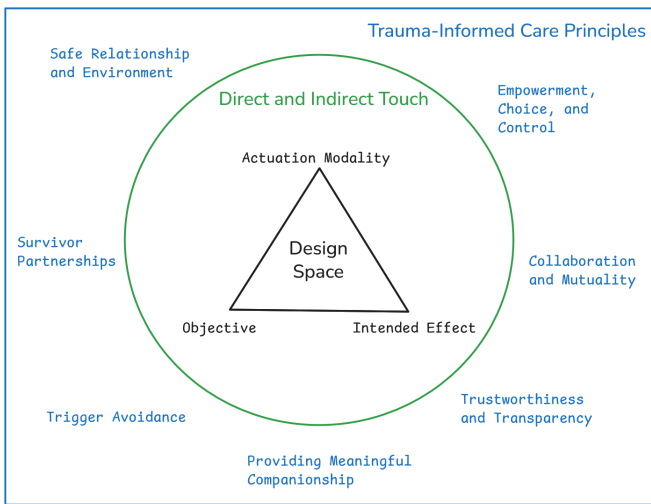 Trauma-Informed Care Principles
Safe Relationship
and Environment
Direct and Indirect Touch
Empowerment,
Choice, and
Control
Actuation Modality
Survivor
Partnerships
Design
Space
Collaboration
and Mutuality
Objective
Intended Effect
Trigger Avoidance
Trustworthiness
and Transparency
Providing Meaningful
Companionship